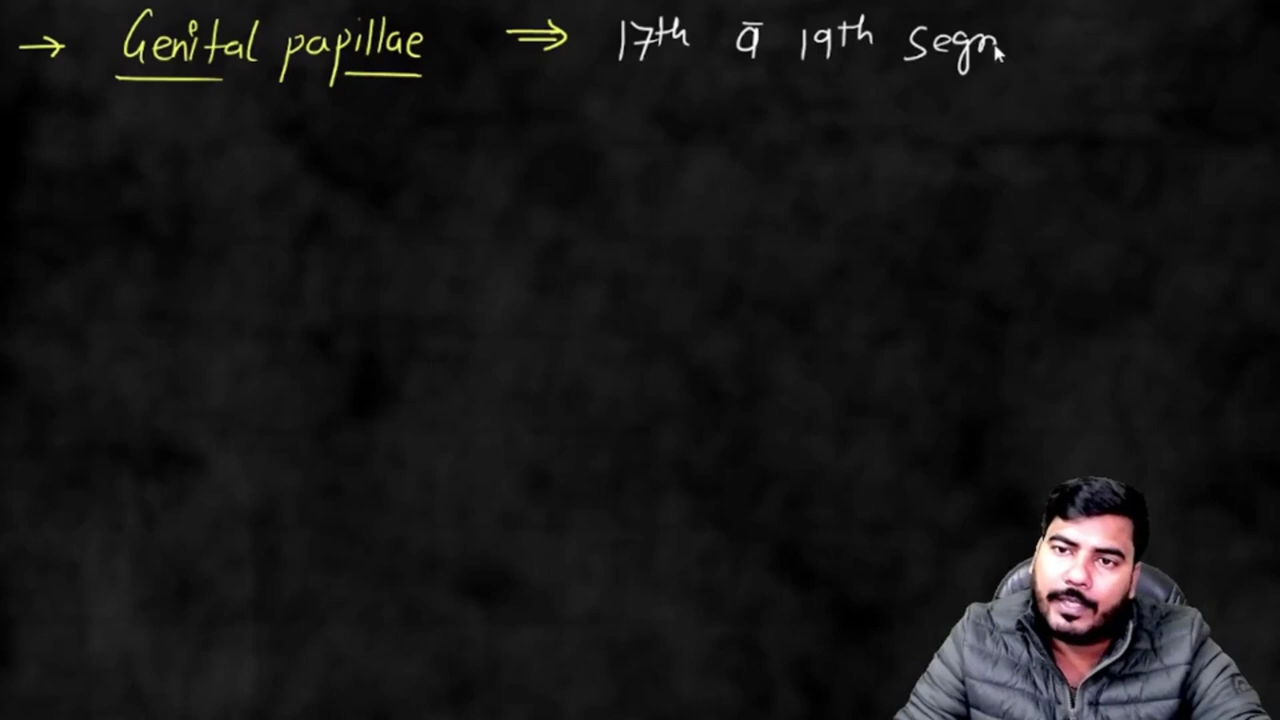 → Genital papillae ⇒ 17th ā 19th Segm